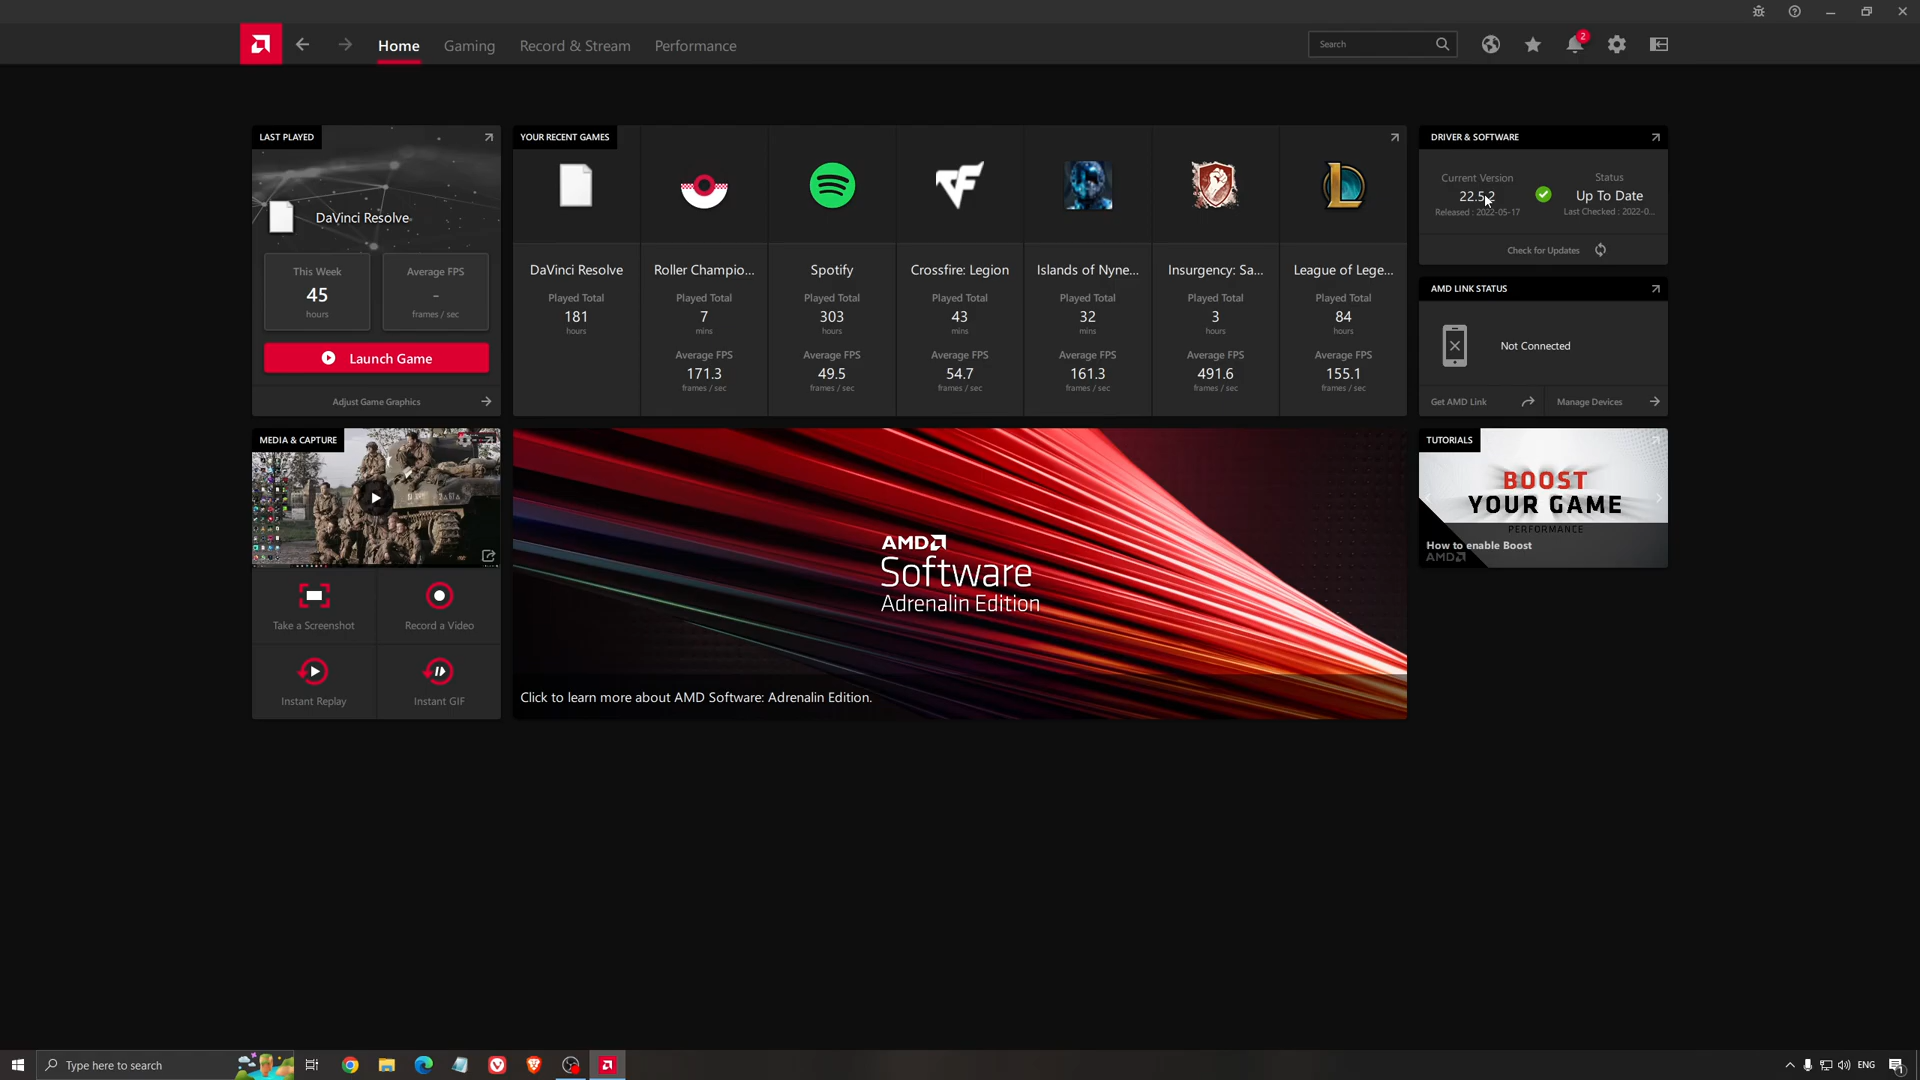 Home
Gaming
Record & Stream
Performance
Search
2
LAST PLAYED
DaVinci Resolve
This Week
45
hours
Average FPS
–
frames / sec
Launch Game
Adjust Game Graphics
YOUR RECENT GAMES
DaVinci Resolve
Played Total
181
hours
Roller Champio...
Played Total
7
mins
Average FPS
171.3
frames / sec
Spotify
Played Total
303
hours
Average FPS
49.5
frames / sec
Crossfire: Legion
Played Total
43
mins
Average FPS
54.7
frames / sec
Islands of Nyne...
Played Total
32
mins
Average FPS
161.3
frames / sec
Insurgency: Sa...
Played Total
3
hours
Average FPS
491.6
frames / sec
League of Lege...
Played Total
84
hours
Average FPS
155.1
frames / sec
DRIVER & SOFTWARE
Current Version
22.5.2
Released : 2022-05-17
Status
Up To Date
Last Checked : 2022-0...
Check for Updates
AMD LINK STATUS
Not Connected
Get AMD Link
Manage Devices
MEDIA & CAPTURE
Take a Screenshot
Record a Video
Instant Replay
Instant GIF
AMD
Software
Adrenalin Edition
Click to learn more about AMD Software: Adrenalin Edition.
TUTORIALS
BOOST
YOUR GAME
PERFORMANCE
How to enable Boost
AMD
Type here to search
ENG
1